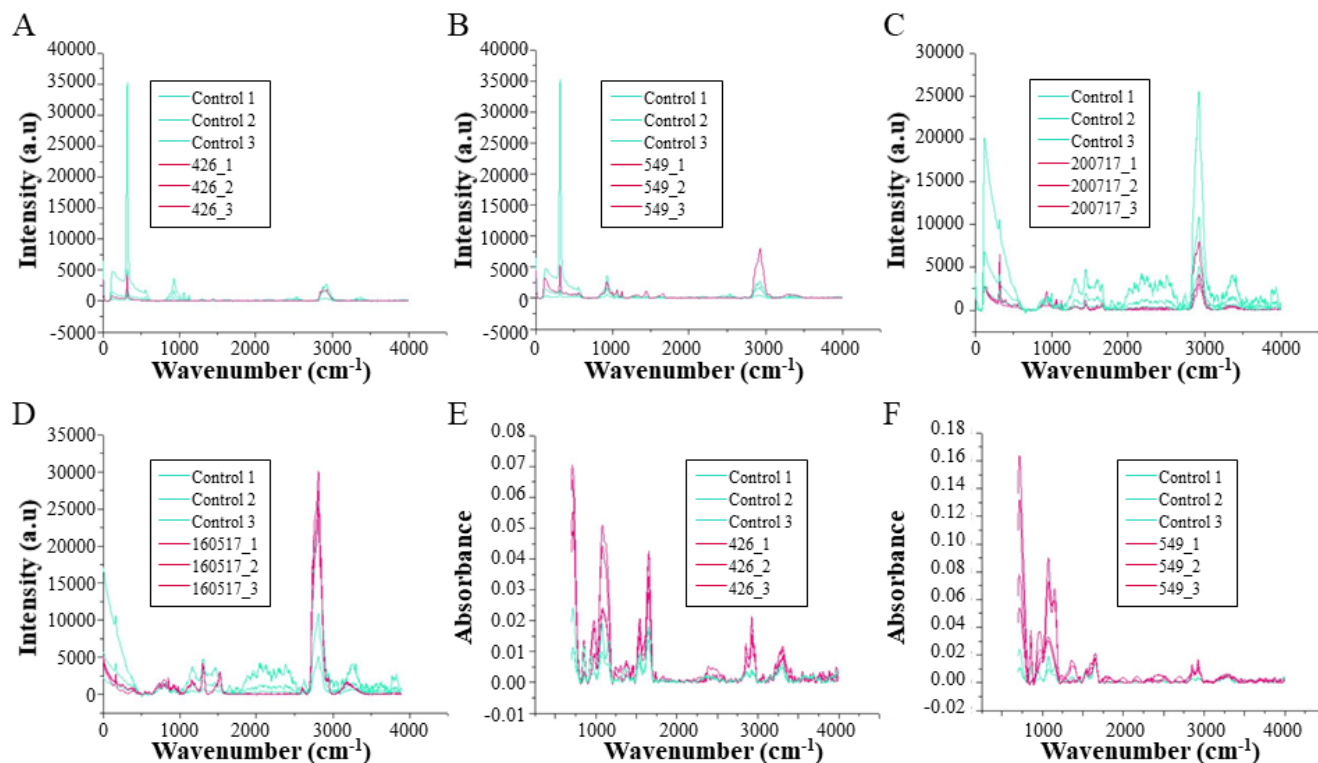 A
40000
35000
30000
25000
20000
15000
10000
5000
0
-5000
Intensity (a.u)
Control 1
Control 2
Control 3
426_1
426_2
426_3
0 1000 2000 3000 4000
Wavenumber (cm-1)
B
40000
35000
30000
25000
20000
15000
10000
5000
0
-5000
Intensity (a.u)
Control 1
Control 2
Control 3
549_1
549_2
549_3
0 1000 2000 3000 4000
Wavenumber (cm-1)
C
30000
25000
20000
15000
10000
5000
0
Intensity (a.u)
Control 1
Control 2
Control 3
200717_1
200717_2
200717_3
0 1000 2000 3000 4000
Wavenumber (cm-1)
D
35000
30000
25000
20000
15000
10000
5000
0
Intensity (a.u)
Control 1
Control 2
Control 3
160517_1
160517_2
160517_3
0 1000 2000 3000 4000
Wavenumber (cm-1)
E
0.08
0.07
0.06
0.05
0.04
0.03
0.02
0.01
0.00
-0.01
Absorbance
Control 1
Control 2
Control 3
426_1
426_2
426_3
1000 2000 3000 4000
Wavenumber (cm-1)
F
0.18
0.16
0.14
0.12
0.10
0.08
0.06
0.04
0.02
0.00
-0.02
Absorbance
Control 1
Control 2
Control 3
549_1
549_2
549_3
1000 2000 3000 4000
Wavenumber (cm-1)